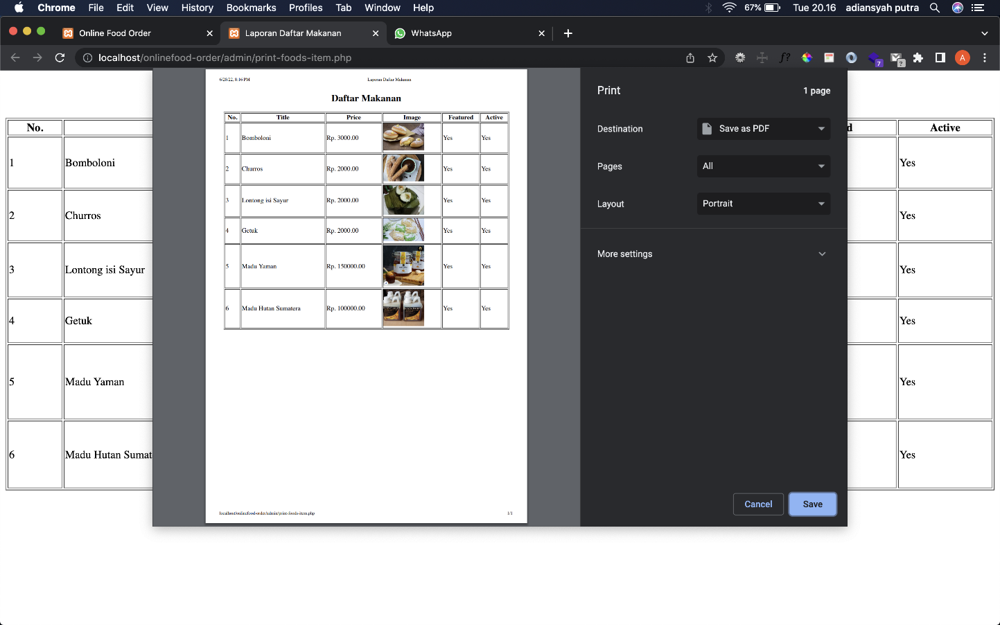 Chrome File Edit View History Bookmarks Profiles Tab Window Help 67% Tue 20.16 adiansyah putra
Online Food Order Laporan Daftar Makanan WhatsApp
localhost/onlinefood-order/admin/print-foods-item.php f? 7 ? A
6/28/22, 8:16 PM Laporan Daftar Makanan
Daftar Makanan
No. Title Price Image Featured Active
1 Bomboloni Rp. 3000.00 Yes Yes
2 Churros Rp. 2000.00 Yes Yes
3 Lontong isi Sayur Rp. 2000.00 Yes Yes
4 Getuk Rp. 2000.00 Yes Yes
5 Madu Yaman Rp. 150000.00 Yes Yes
6 Madu Hutan Sumatera Rp. 100000.00 Yes Yes
localhost/onlinefood-order/admin/print-foods-item.php 1/1
Print 1 page
Destination Save as PDF
Pages All
Layout Portrait
More settings
Cancel Save
No. d Active
1 Bomboloni Yes
2 Churros Yes
3 Lontong isi Sayur Yes
4 Getuk Yes
5 Madu Yaman Yes
6 Madu Hutan Sumat Yes